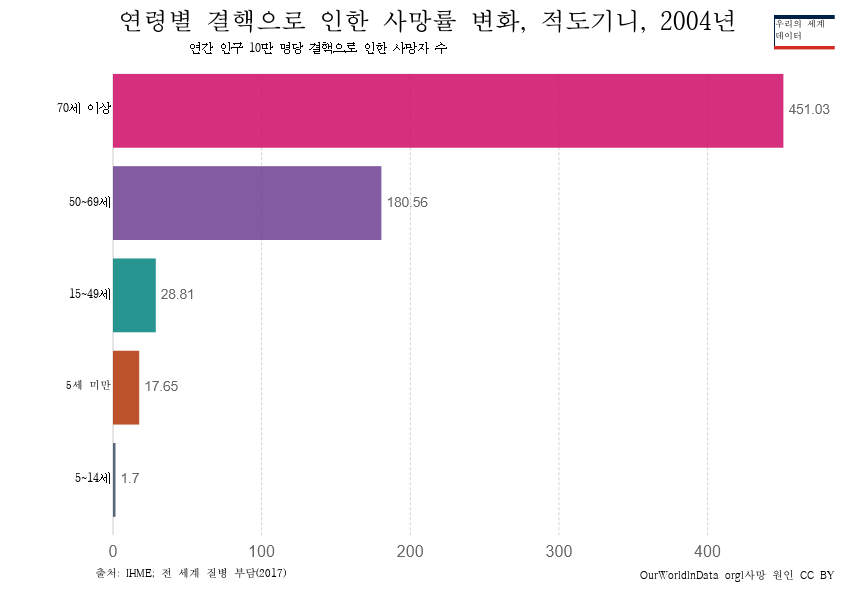 연령별 결핵으로 인한 사망률 변화, 적도기니, 2004년
연간 인구 10만 명당 결핵으로 인한 사망자 수
우리의 세계
데이터
70세 이상
451.03
50~69세
180.56
15~49세
28.81
5세 미만
17.65
5~14세
1.7
0 100 200 300 400
출처: IHME; 전 세계 질병 부담(2017)
OurWorldInData org|사망 원인 CC BY